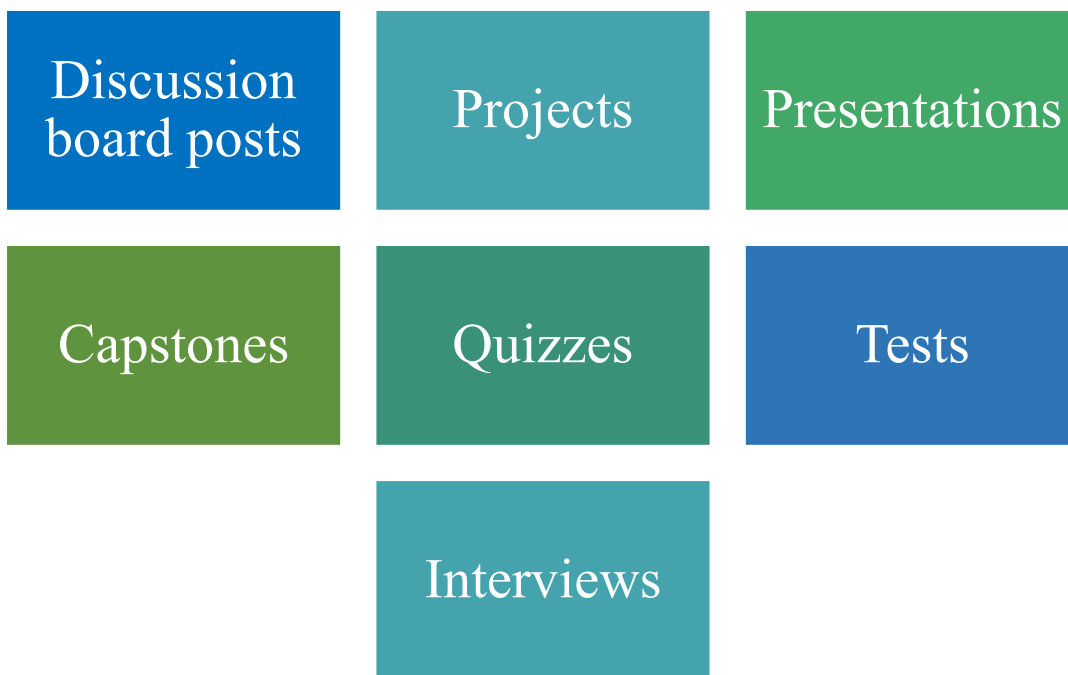 Discussion
board posts
Projects
Presentations
Capstones
Quizzes
Tests
Interviews